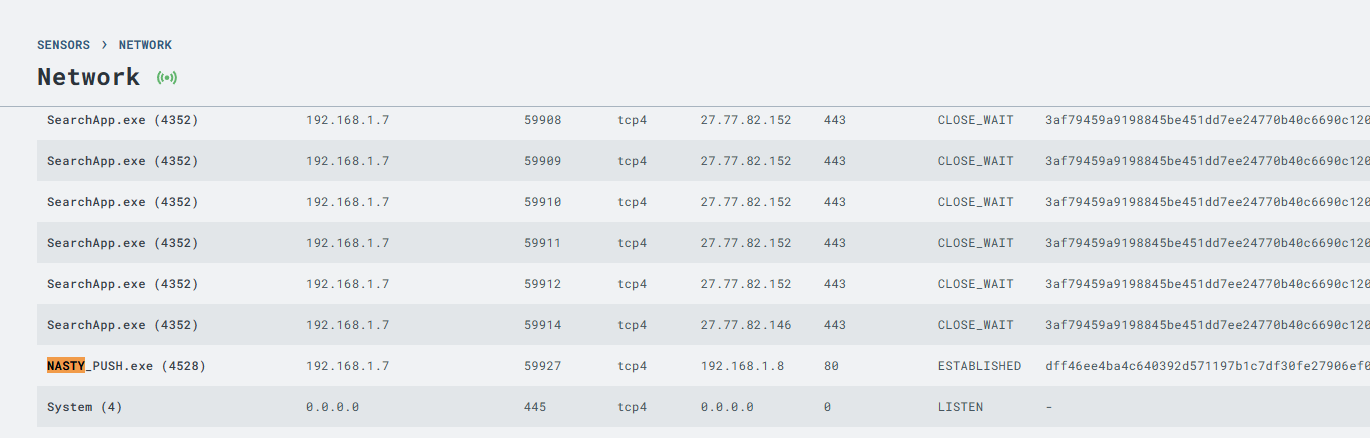 SENSORS > NETWORK
Network
SearchApp.exe (4352) 192.168.1.7 59908 tcp4 27.77.82.152 443 CLOSE_WAIT 3af79459a9198845be451dd7ee24770b40c6690c120
SearchApp.exe (4352) 192.168.1.7 59909 tcp4 27.77.82.152 443 CLOSE_WAIT 3af79459a9198845be451dd7ee24770b40c6690c120
SearchApp.exe (4352) 192.168.1.7 59910 tcp4 27.77.82.152 443 CLOSE_WAIT 3af79459a9198845be451dd7ee24770b40c6690c120
SearchApp.exe (4352) 192.168.1.7 59911 tcp4 27.77.82.152 443 CLOSE_WAIT 3af79459a9198845be451dd7ee24770b40c6690c120
SearchApp.exe (4352) 192.168.1.7 59912 tcp4 27.77.82.152 443 CLOSE_WAIT 3af79459a9198845be451dd7ee24770b40c6690c120
SearchApp.exe (4352) 192.168.1.7 59914 tcp4 27.77.82.146 443 CLOSE_WAIT 3af79459a9198845be451dd7ee24770b40c6690c120
NASTY_PUSH.exe (4528) 192.168.1.7 59927 tcp4 192.168.1.8 80 ESTABLISHED dff46ee4ba4c640392d571197b1c7df30fe27906ef0
System (4) 0.0.0.0 445 tcp4 0.0.0.0 0 LISTEN -